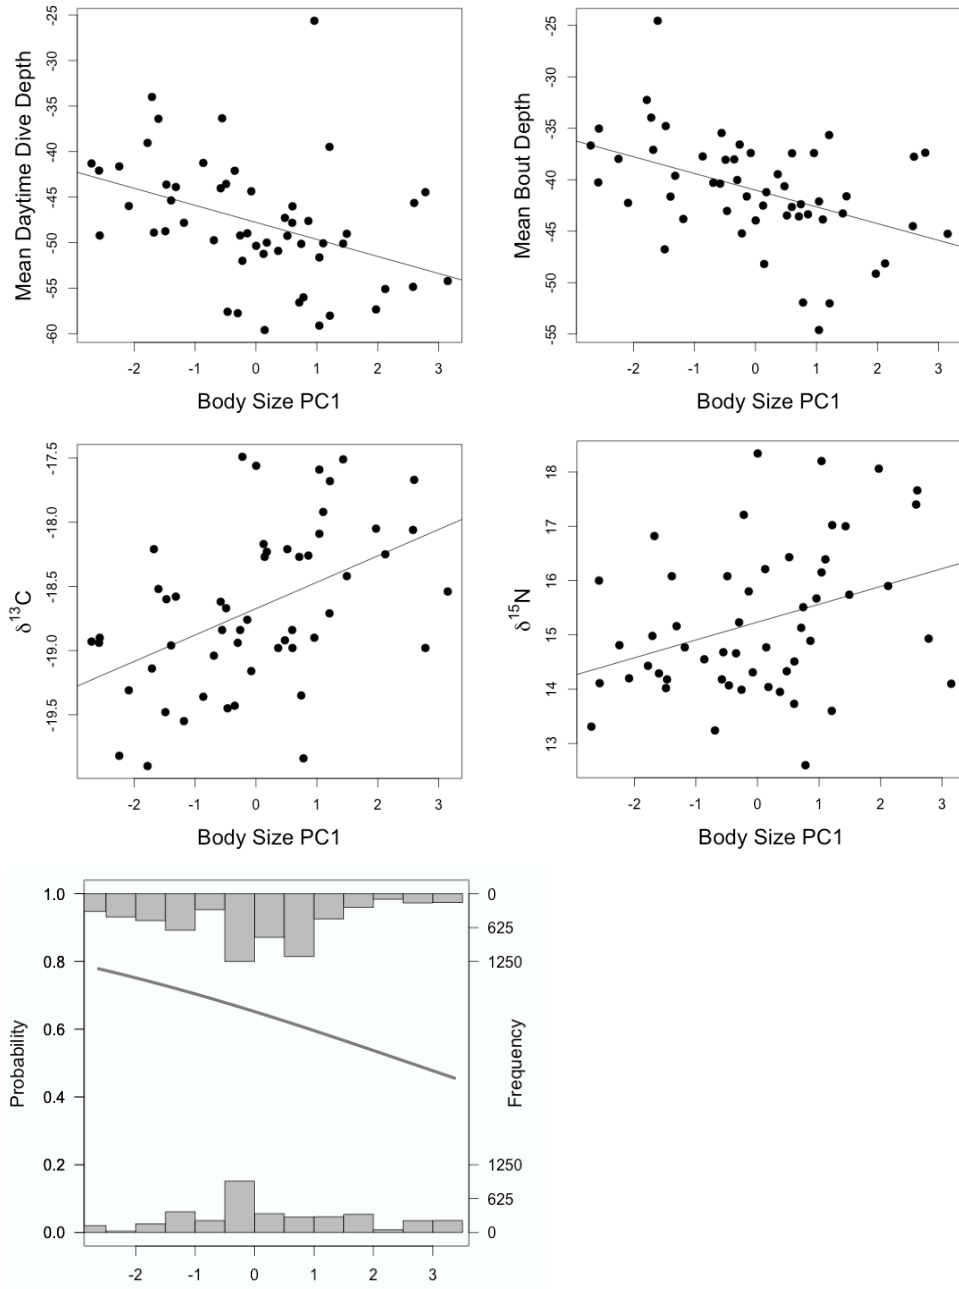 Mean Daytime Dive Depth
-25
-30
-35
-40
-45
-50
-55
-60
-2 -1 0 1 2 3
Body Size PC1
Mean Bout Depth
-25
-30
-35
-40
-45
-50
-55
-2 -1 0 1 2 3
Body Size PC1
δ13C
-17.5
-18.0
-18.5
-19.0
-19.5
-2 -1 0 1 2 3
Body Size PC1
δ15N
18
17
16
15
14
13
-2 -1 0 1 2 3
Body Size PC1
Probability
1.0
0.8
0.6
0.4
0.2
0.0
0
625
1250
1250
625
0
Frequency
-2 -1 0 1 2 3